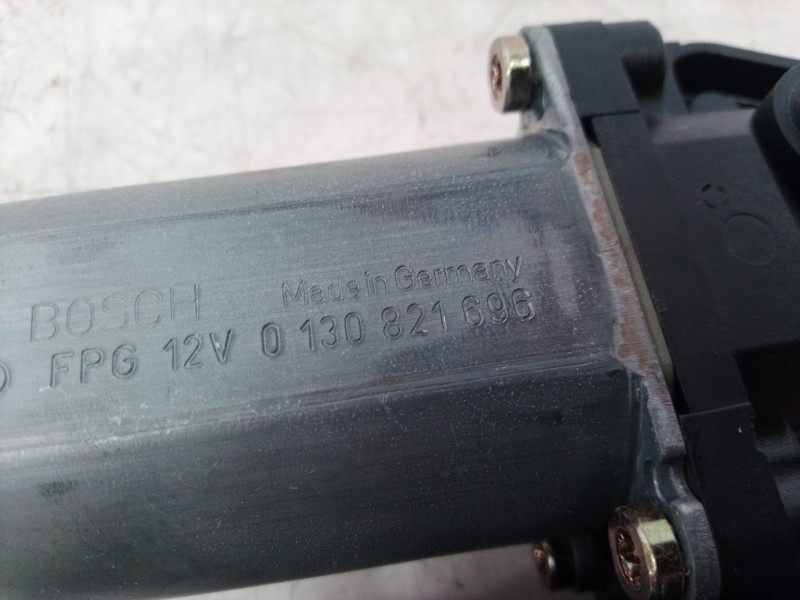 BOSCH Made in Germany
FPG 12V 0 130 821 696